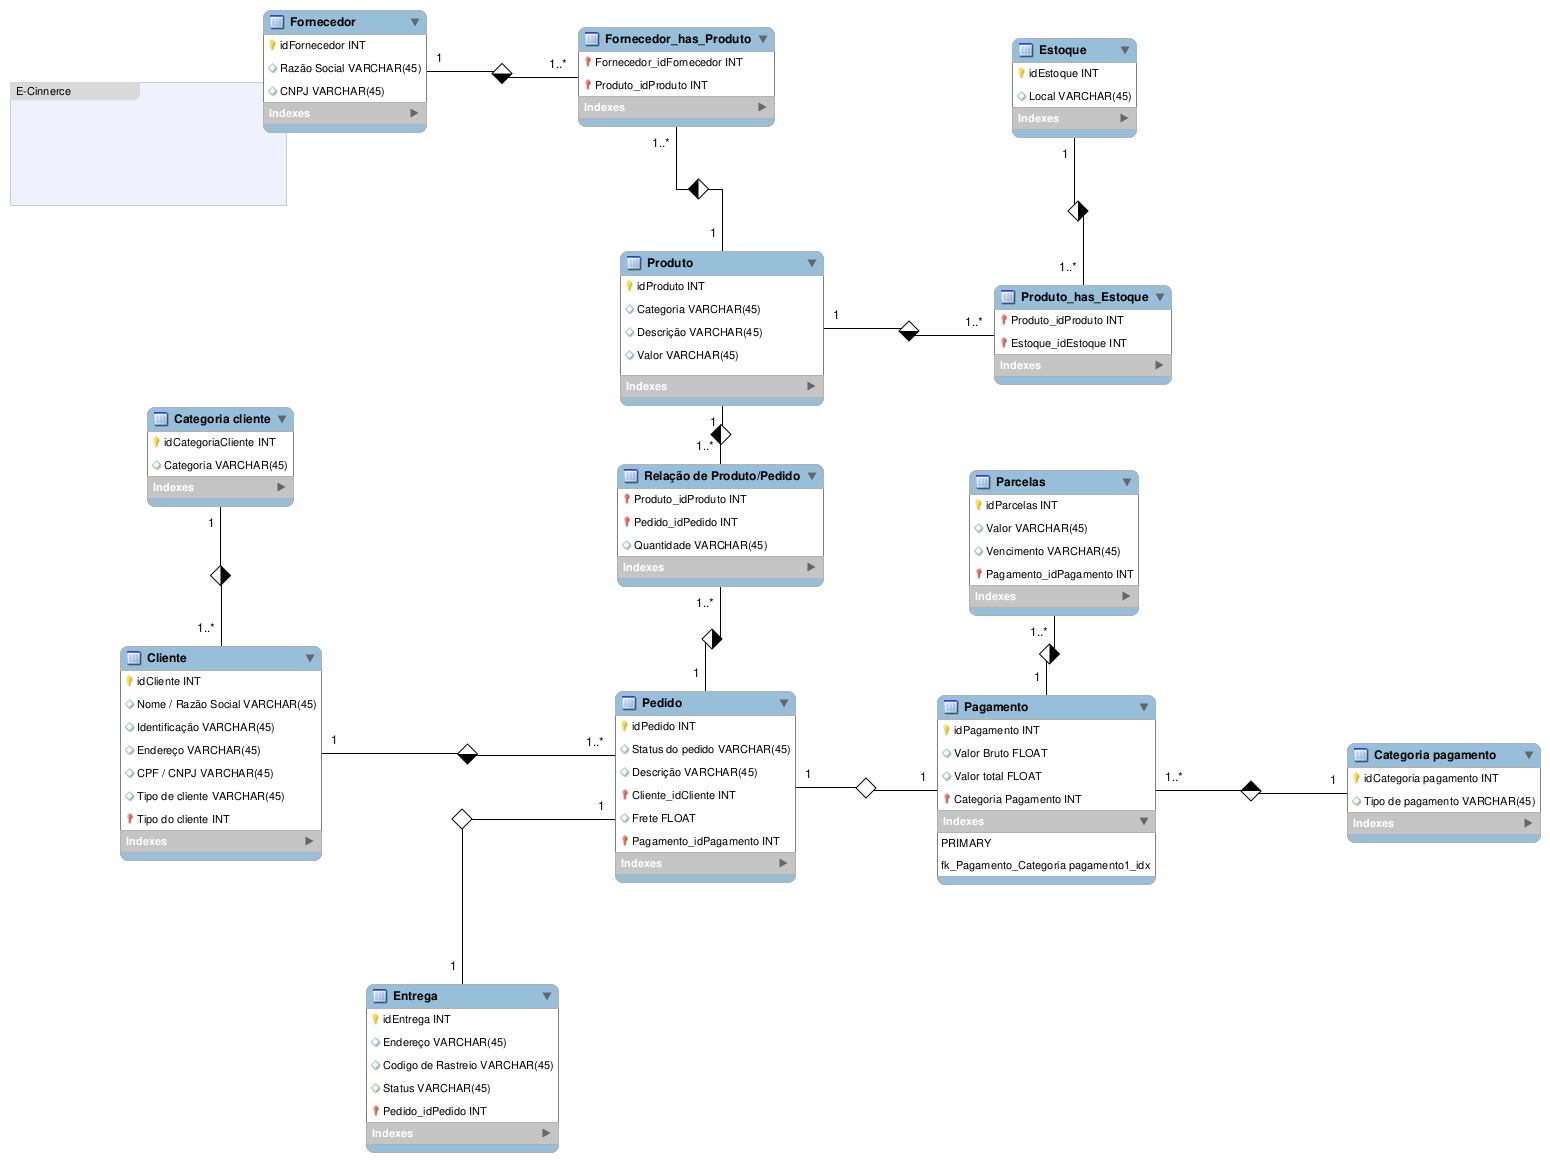 Fornecedor
idFornecedor INT
Razão Social VARCHAR(45)
CNPJ VARCHAR(45)
Indexes
1
1..*
Fornecedor_has_Produto
Fornecedor_idFornecedor INT
Produto_idProduto INT
Indexes
Estoque
idEstoque INT
Local VARCHAR(45)
Indexes
E-Cinnerce
1..*
1
1
1..*
Produto
idProduto INT
Categoria VARCHAR(45)
Descrição VARCHAR(45)
Valor VARCHAR(45)
Indexes
1
1..*
Produto_has_Estoque
Produto_idProduto INT
Estoque_idEstoque INT
Indexes
1
1..*
Categoria cliente
idCategoriaCliente INT
Categoria VARCHAR(45)
Indexes
Relação de Produto/Pedido
Produto_idProduto INT
Pedido_idPedido INT
Quantidade VARCHAR(45)
Indexes
Parcelas
idParcelas INT
Valor VARCHAR(45)
Vencimento VARCHAR(45)
Pagamento_idPagamento INT
Indexes
1
1..*
1..*
1
1..*
1
Cliente
idCliente INT
Nome / Razão Social VARCHAR(45)
Identificação VARCHAR(45)
Endereço VARCHAR(45)
CPF / CNPJ VARCHAR(45)
Tipo de cliente VARCHAR(45)
Tipo do cliente INT
Indexes
1
1..*
Pedido
idPedido INT
Status do pedido VARCHAR(45)
Descrição VARCHAR(45)
Cliente_idCliente INT
Frete FLOAT
Pagamento_idPagamento INT
Indexes
1
1
Pagamento
idPagamento INT
Valor Bruto FLOAT
Valor total FLOAT
Categoria Pagamento INT
Indexes
PRIMARY
fk_Pagamento_Categoria pagamento1_idx
1..*
1
Categoria pagamento
idCategoria pagamento INT
Tipo de pagamento VARCHAR(45)
Indexes
1
1
Entrega
idEntrega INT
Endereço VARCHAR(45)
Codigo de Rastreio VARCHAR(45)
Status VARCHAR(45)
Pedido_idPedido INT
Indexes